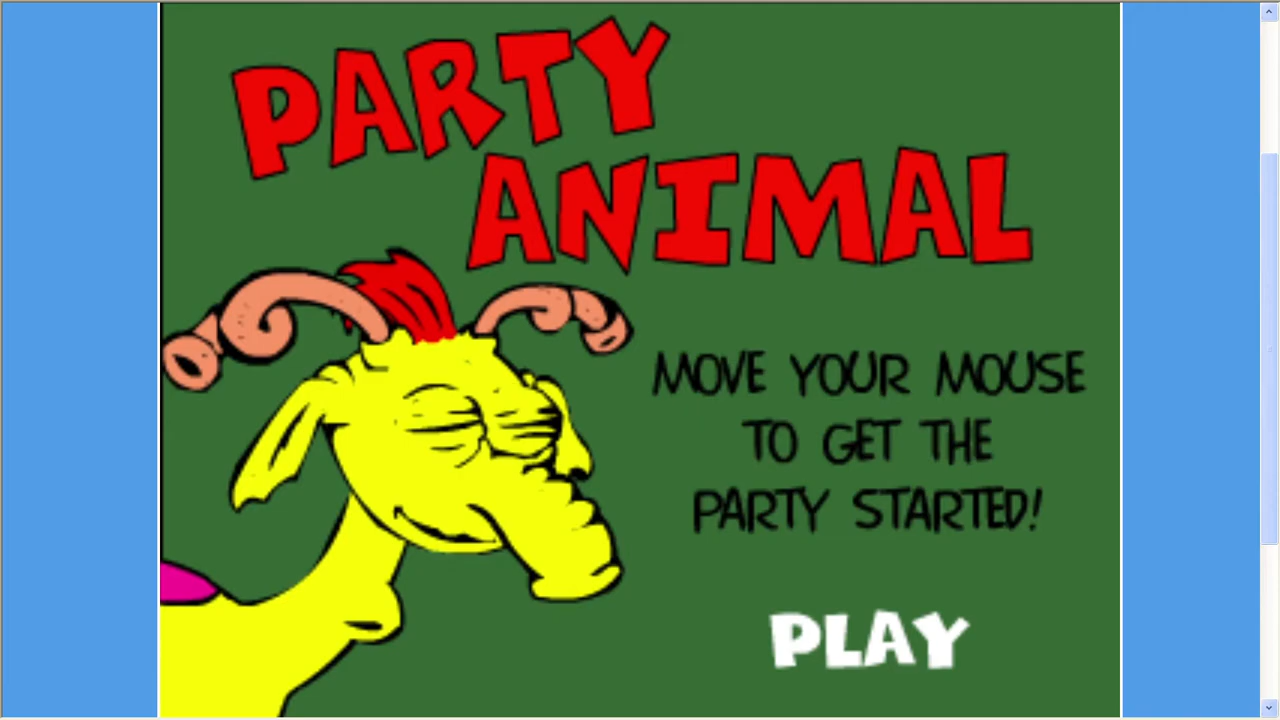 PARTY
ANIMAL
MOVE YOUR MOUSE
TO GET THE
PARTY STARTED!
PLAY